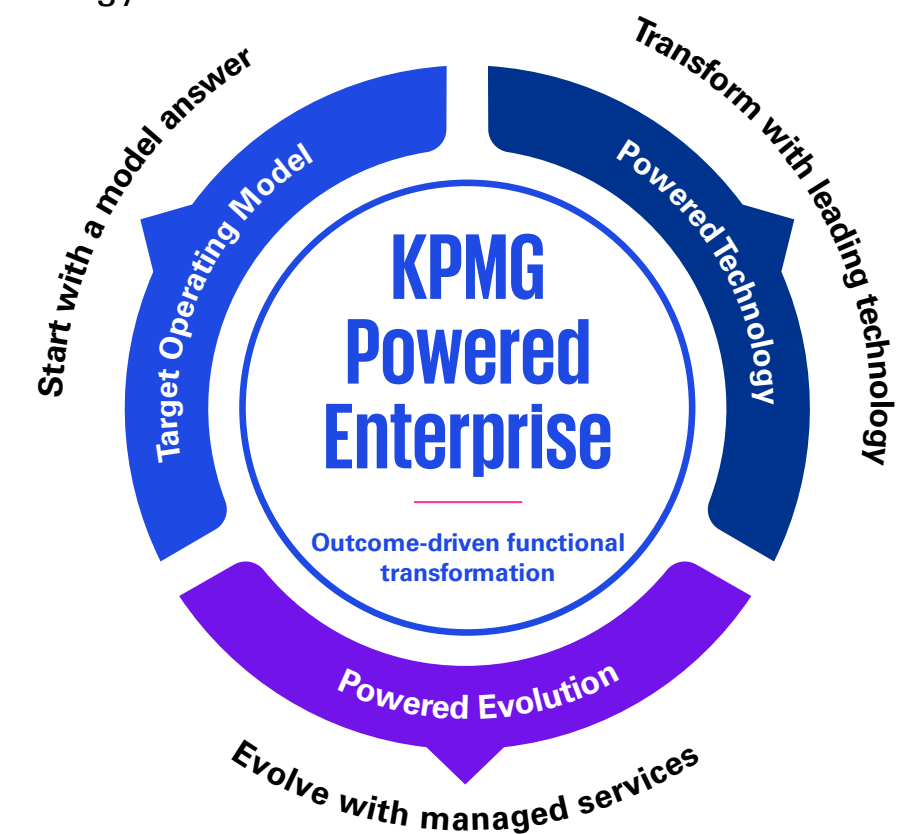 Start with a model answer
Target Operating Model
Transform with leading technology
Powered Technology
KPMG
Powered
Enterprise
Outcome-driven functional
transformation
Powered Evolution
Evolve with managed services